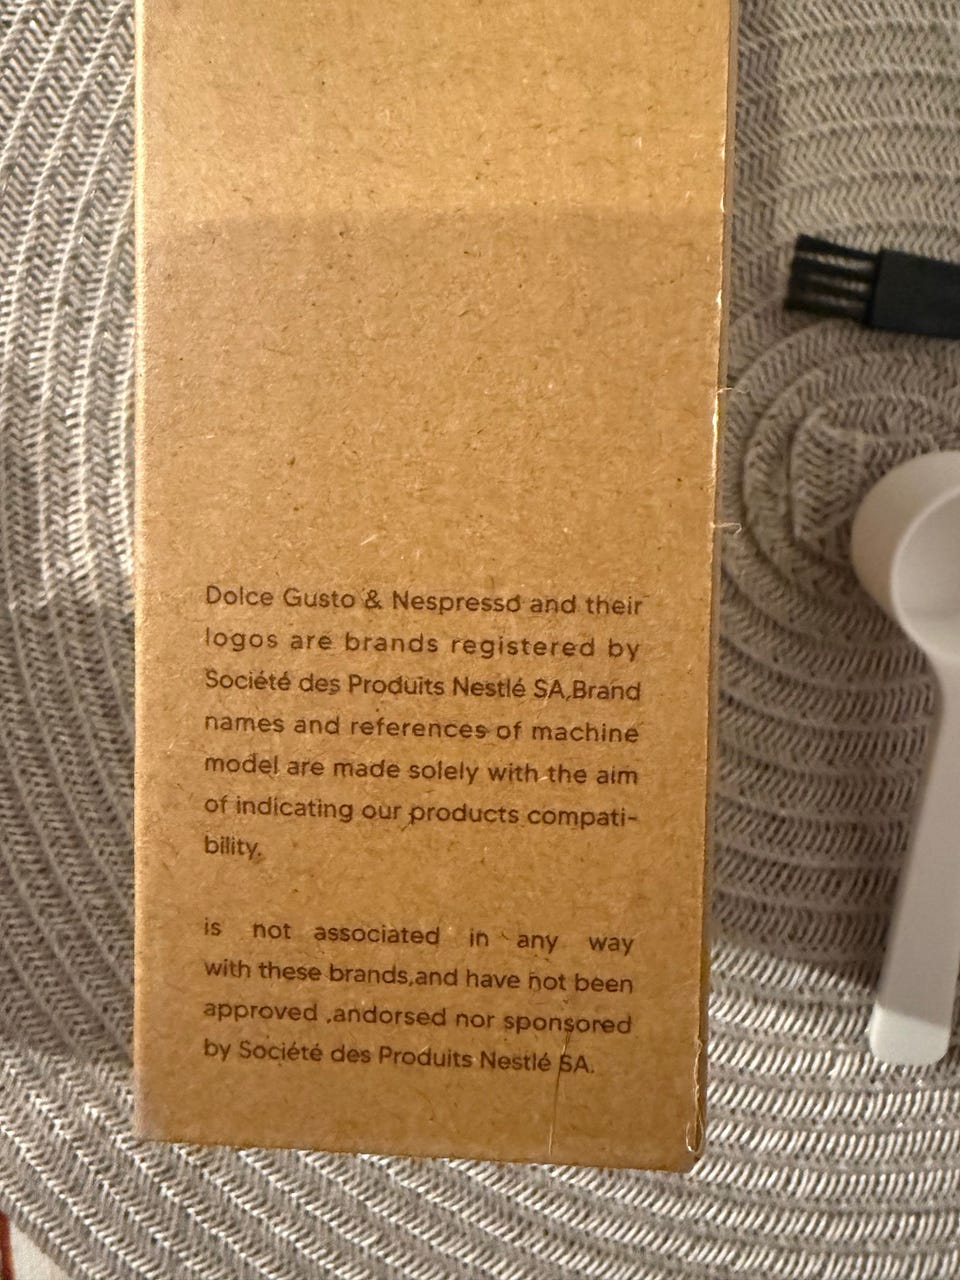 Dolce Gusto & Nespresso and their
logos are brands registered by
Société des Produits Nestlé SA,Brand
names and references of machine
model are made solely with the aim
of indicating our products compati-
bility.
is not associated in any way
with these brands,and have not been
approved ,andorsed nor sponsored
by Société des Produits Nestlé SA.